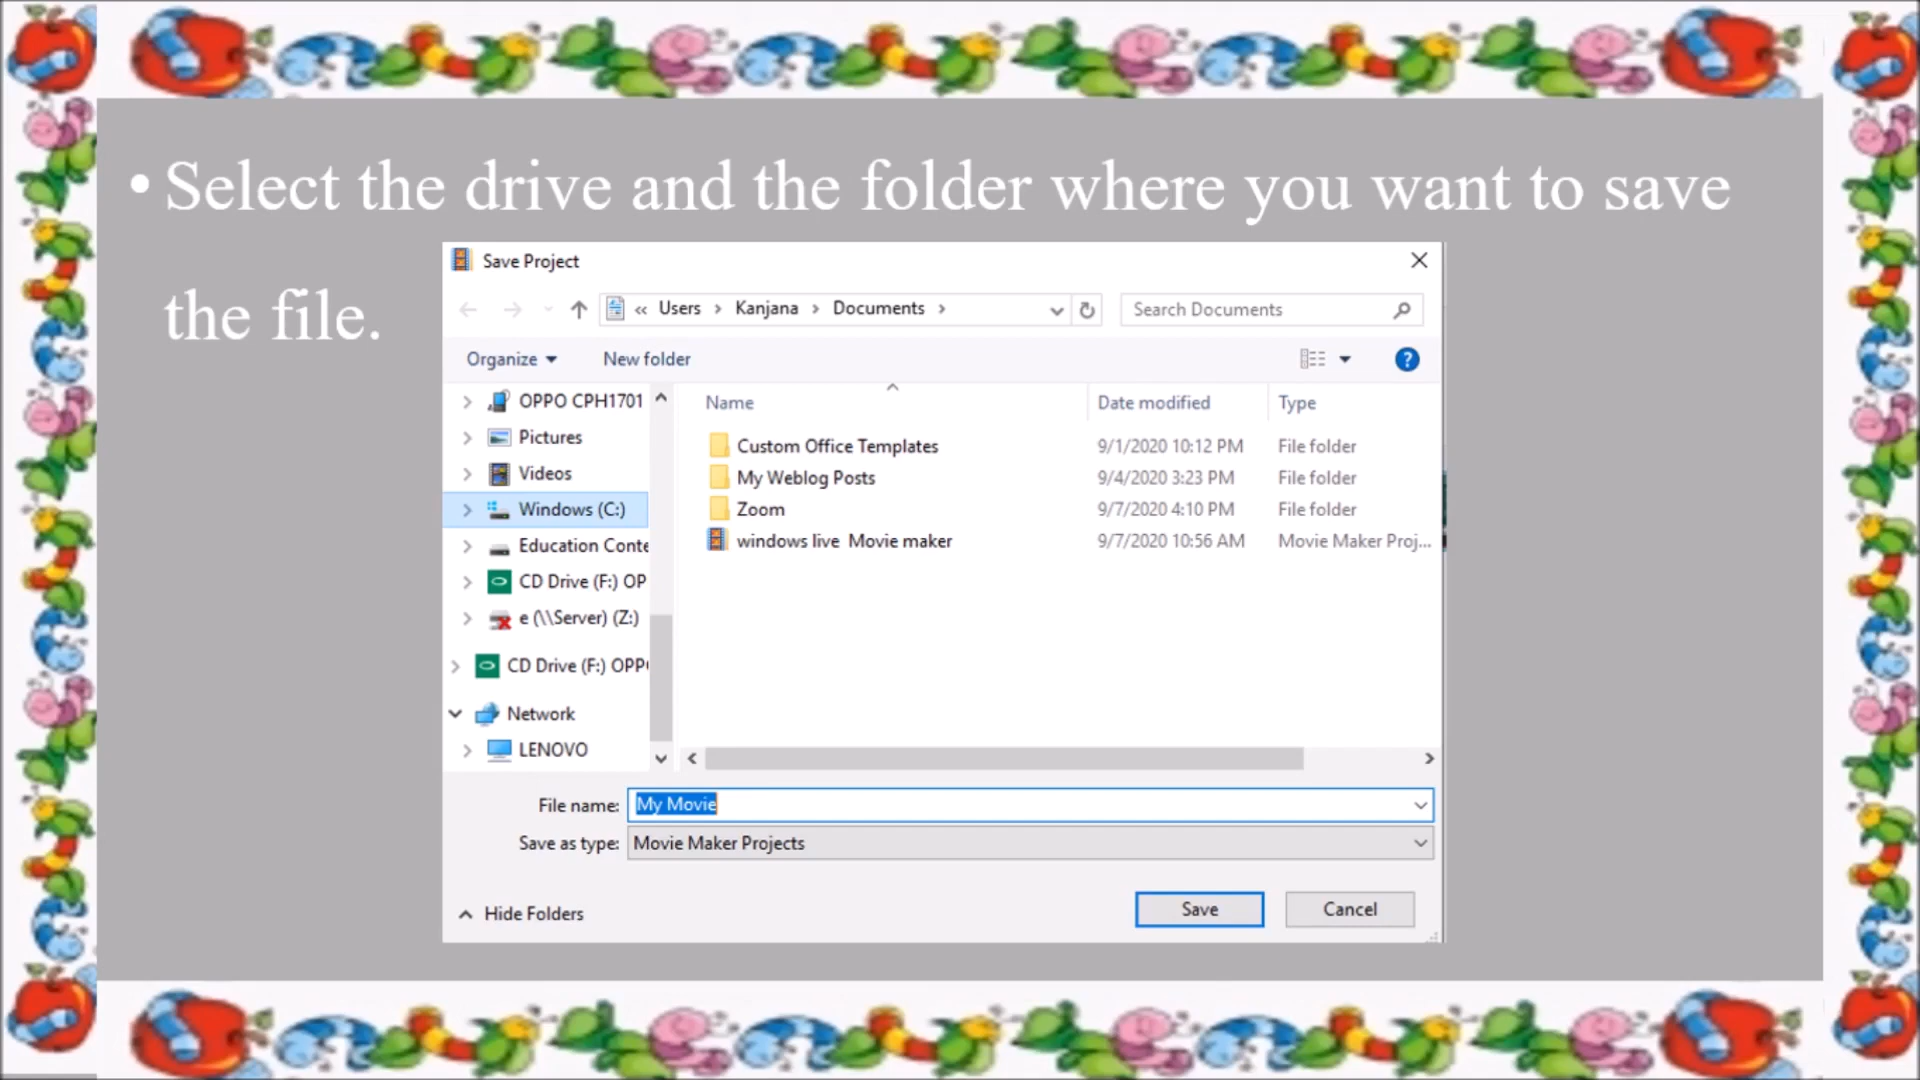 • Select the drive and the folder where you want to save
the file.
Save Project
« Users > Kanjana > Documents >
Search Documents
Organize
New folder
Name
Date modified
Type
OPPO CPH1701
Pictures
Videos
Windows (C:)
Education Conte
CD Drive (F:) OP
e (\\Server) (Z:)
CD Drive (F:) OPP
Network
LENOVO
Custom Office Templates 9/1/2020 10:12 PM File folder
My Weblog Posts 9/4/2020 3:23 PM File folder
Zoom 9/7/2020 4:10 PM File folder
windows live Movie maker 9/7/2020 10:56 AM Movie Maker Proj...
File name: My Movie
Save as type: Movie Maker Projects
Hide Folders
Save
Cancel